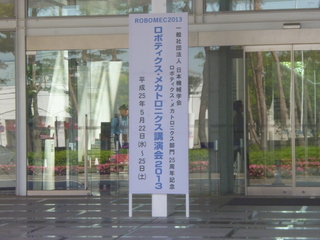 ROBOMEC2013
一般社団法人 日本機械学会
ロボティクス・メカトロニクス部門 25周年記念
ロボティクス・メカトロニクス講演会2013
平成25年5月22日(水)～25日(土)